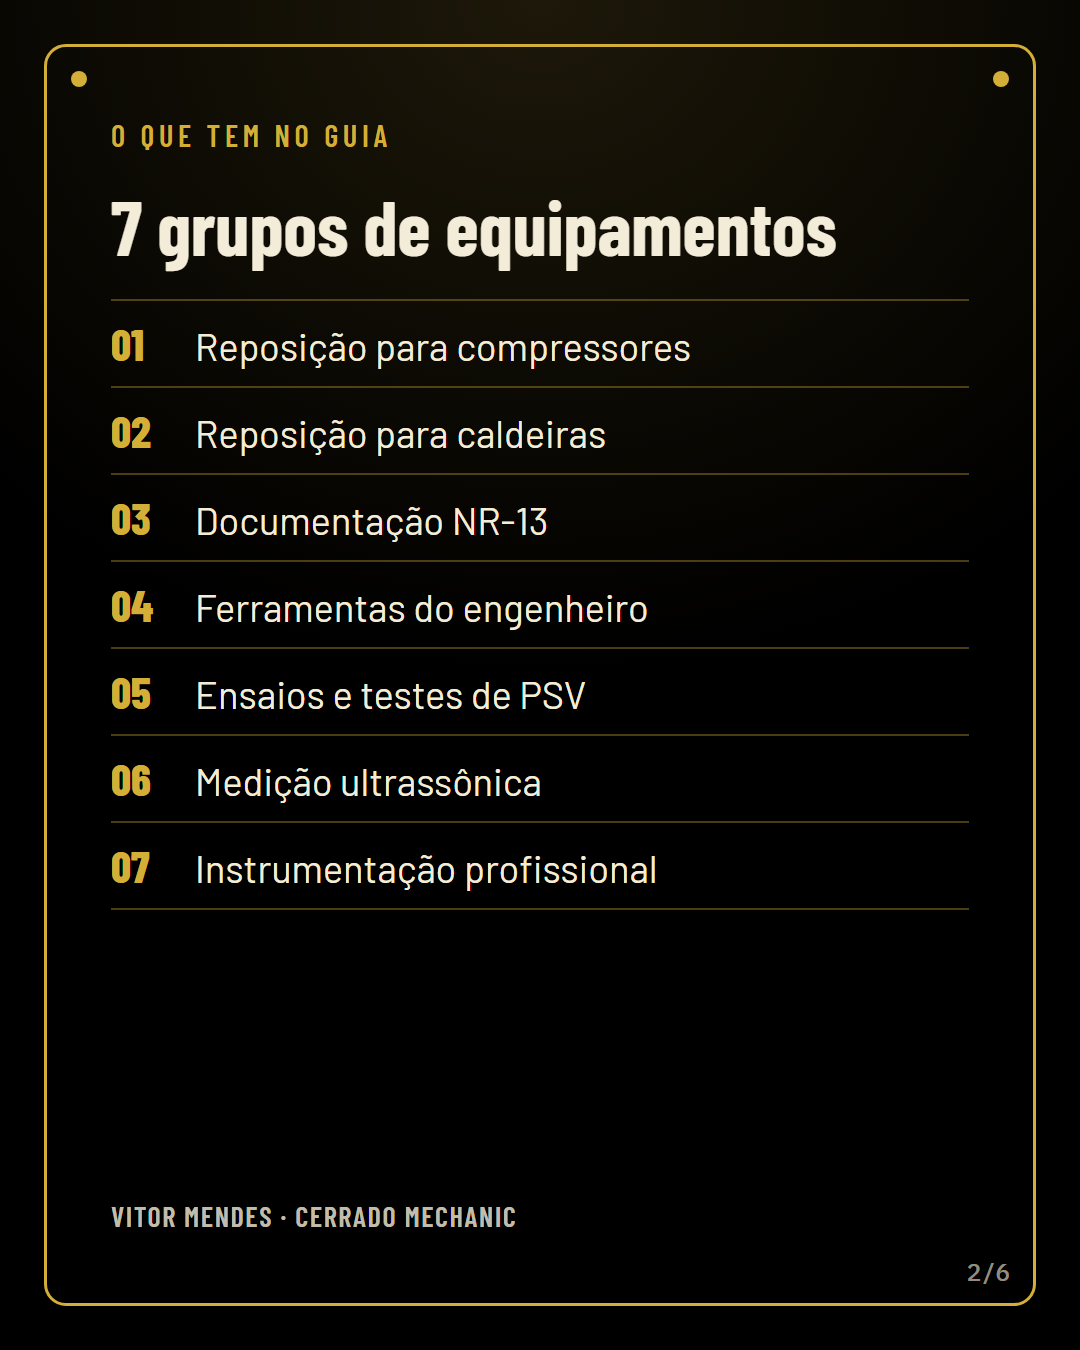 O QUE TEM NO GUIA
7 grupos de equipamentos
01 Reposição para compressores
02 Reposição para caldeiras
03 Documentação NR-13
04 Ferramentas do engenheiro
05 Ensaios e testes de PSV
06 Medição ultrassônica
07 Instrumentação profissional
VITOR MENDES · CERRADO MECHANIC
2/6